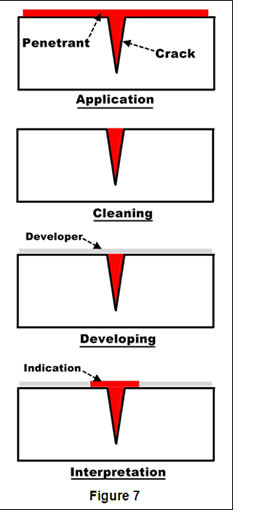 Penetrant
Crack
Application
Cleaning
Developer
Developing
Indication
Interpretation
Figure 7